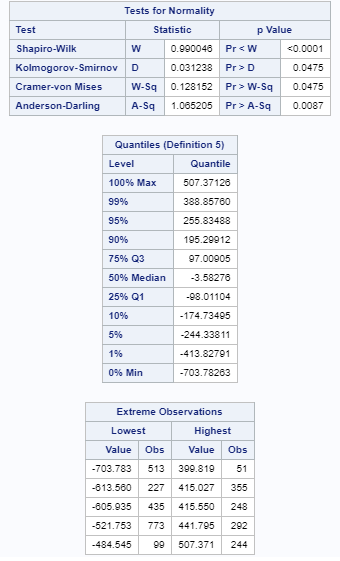 Tests for Normality
Test Statistic p Value
Shapiro-Wilk W 0.990046 Pr < W <0.0001
Kolmogorov-Smirnov D 0.031238 Pr > D 0.0475
Cramer-von Mises W-Sq 0.128152 Pr > W-Sq 0.0475
Anderson-Darling A-Sq 1.065205 Pr > A-Sq 0.0087
Quantiles (Definition 5)
Level Quantile
100% Max 507.37126
99% 388.85760
95% 255.83488
90% 195.29912
75% Q3 97.00905
50% Median -3.58276
25% Q1 -98.01104
10% -174.73495
5% -244.33811
1% -413.82791
0% Min -703.78263
Extreme Observations
Lowest Highest
Value Obs Value Obs
-703.783 513 399.819 51
-613.560 227 415.027 355
-605.935 435 415.550 248
-521.753 773 441.795 292
-484.545 99 507.371 244